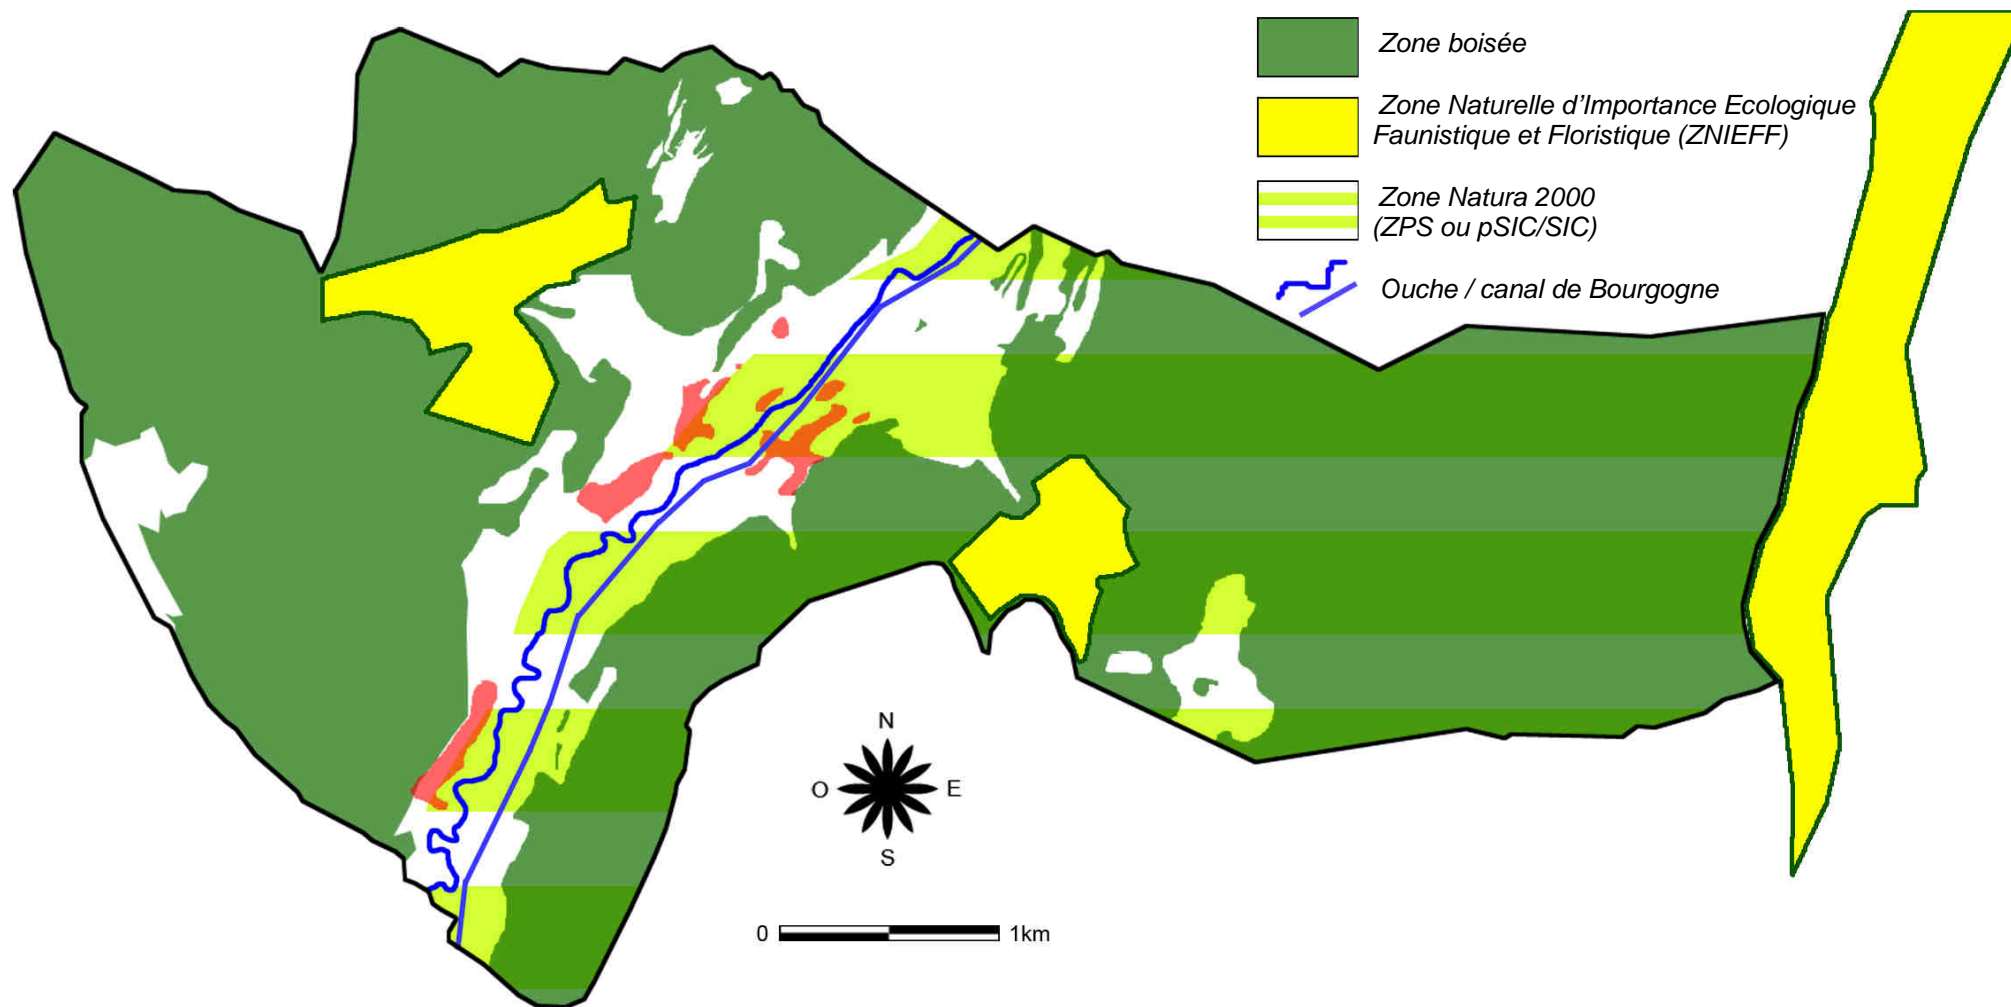 Zone boisée
Zone Naturelle d'Importance Ecologique
Faunistique et Floristique (ZNIEFF)
Zone Natura 2000
(ZPS ou pSIC/SIC)
Ouche / canal de Bourgogne
N
O
E
S
0
1km